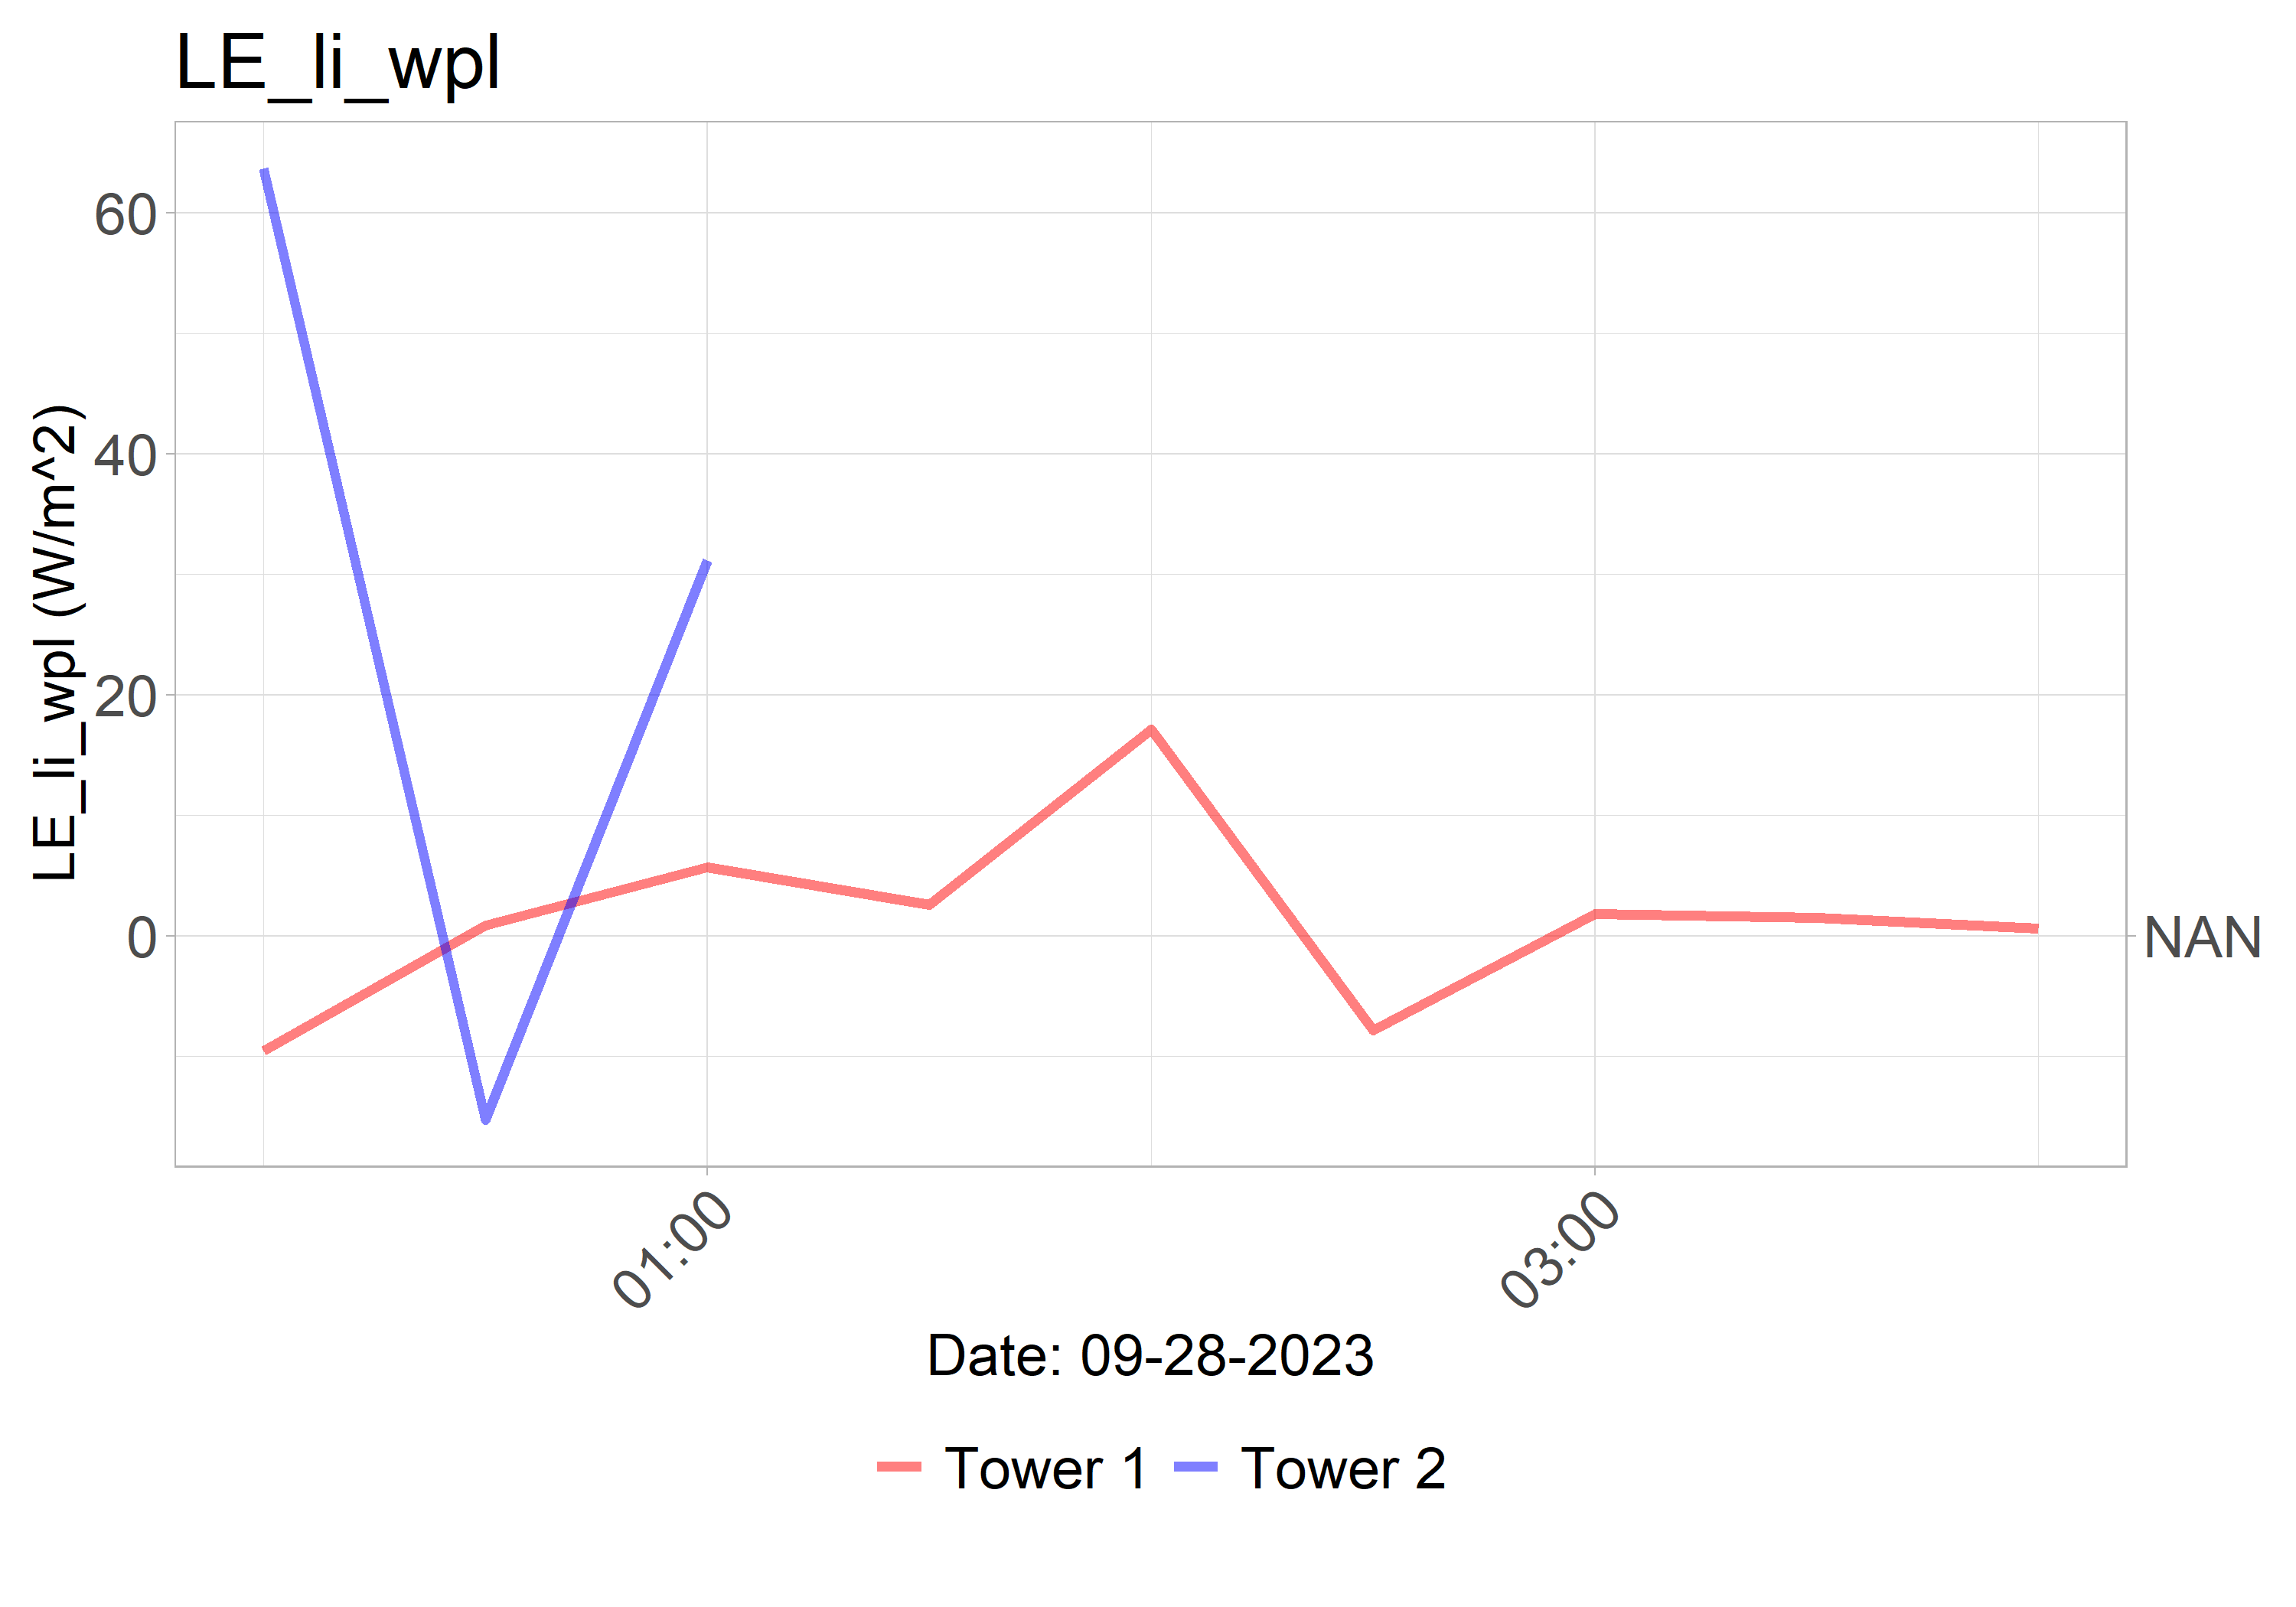 LE_li_wpl
LE_li_wpl (W/m^2)
60
40
20
0
NAN
01:00
03:00
Date: 09-28-2023
Tower 1
Tower 2